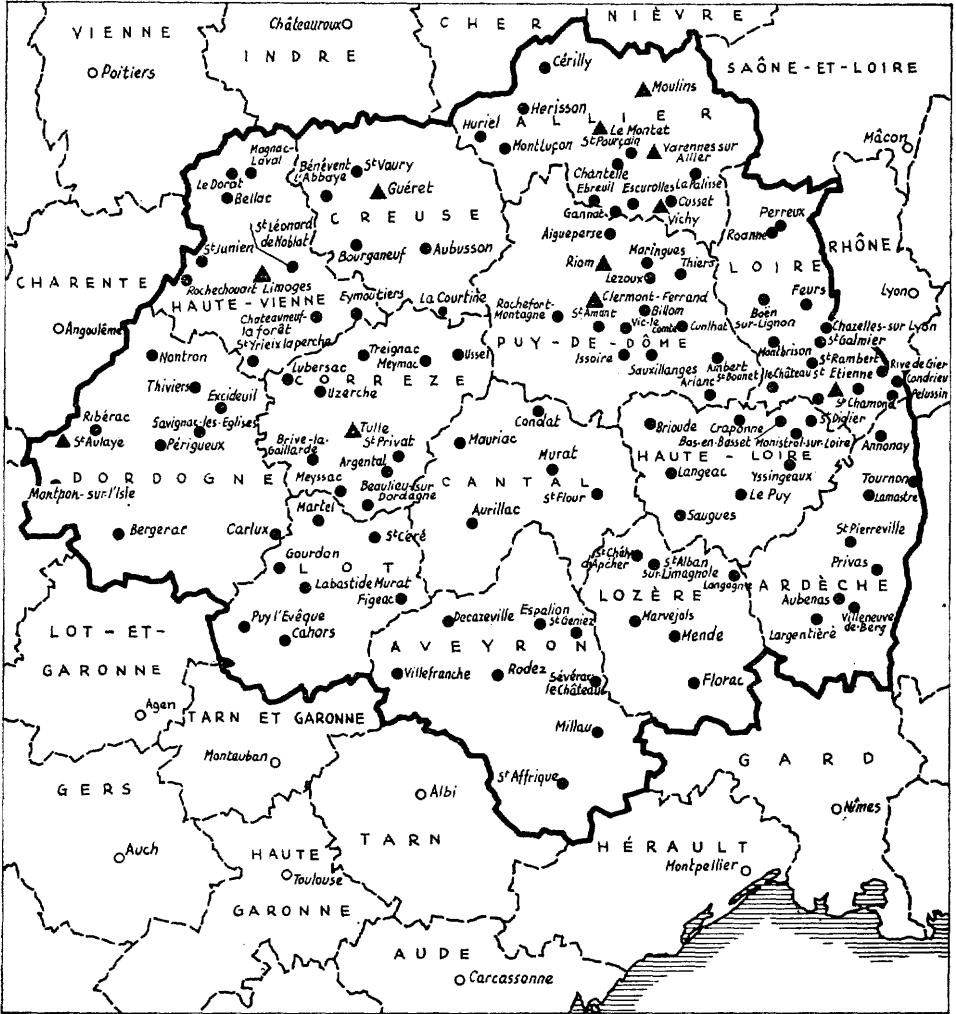 VIENNE
Poitiers
Châteauroux
INDRE
CHER
NIÈVRE
SAÔNE-ET-LOIRE
Mâcon
Cérilly
Moulins
Herisson
ALLIER
Huriel
Montluçon
Le Montet
St Pourçain
Varennes sur
Allier
Chantelle
Ebreuil
Escurolles
La Palisse
Cusset
Gannat
Vichy
Magnac-
Laval
Le Dorat
Bellac
Bénévent
l'Abbaye
St Vaury
Guéret
CREUSE
St Léonard
de Noblat
Bourganeuf
Aubusson
St Junien
Rochechouart
Limoges
HAUTE-VIENNE
Chateauneuf-
la forêt
Eymoutiers
La Courtine
St Yrieix la perche
CHARENTE
Angoulême
Aigueperse
Riom
Maringues
Thiers
Lezoux
Rochefort-
Montagne
Clermont-Ferrand
St Amant
Billom
Vic-le
Comte
Cunlhat
PUY-DE-DÔME
Issoire
Sauxillanges
Ambert
Arlanc
Perreux
Roanne
LOIRE
Feurs
Boën
Sur-Lignon
Chazelles-sur Lyon
St Galmier
Montbrison
St Rambert
St Bonnet le Château
St
Etienne
Rive de Gier
Condrieu
St Chamond
Pelussin
RHÔNE
Lyon
Nontron
Thiviers
Excideuil
Ribérac
St Aulaye
Savignac-les-Eglises
Périgueux
DORDOGNE
Montpon-sur l'Isle
Bergerac
Carlux
Lubersac
Treignac
Meymac
Ussel
CORREZE
Uzerche
Tulle
St Privat
Brive-la-
Gaillarde
Argental
Meyssac
Beaulieu-sur
Dordogne
Condat
Mauriac
Murat
CANTAL
St Flour
Aurillac
Brioude
Craponne
St Didier
Bas-en-Basset
Monistrol-sur-Loire
HAUTE-LOIRE
Langeac
Yssingeaux
Le Puy
Saugues
Annonay
Tournon
Lamastre
St Pierreville
Privas
ARDÈCHE
Aubenas
Villeneuve
de-Berg
Largentière
Martel
St Céré
Gourdon
LOT
Labastide Murat
Figeac
Puy l'Evêque
Cahors
St Chély
d'Apcher
St Alban
sur-Limagnole
Langogne
LOZÈRE
Marvejols
Mende
Florac
Decazeville
Espalion
St Geniez
AVEYRON
Villefranche
Rodez
Sévérac
le Château
Millau
St Affrique
LOT-ET-
GARONNE
Agen
TARN ET GARONNE
Montauban
GERS
Auch
HAUTE
Toulouse
GARONNE
Albi
TARN
AUDE
Carcassonne
HÉRAULT
Montpellier
GARD
Nîmes